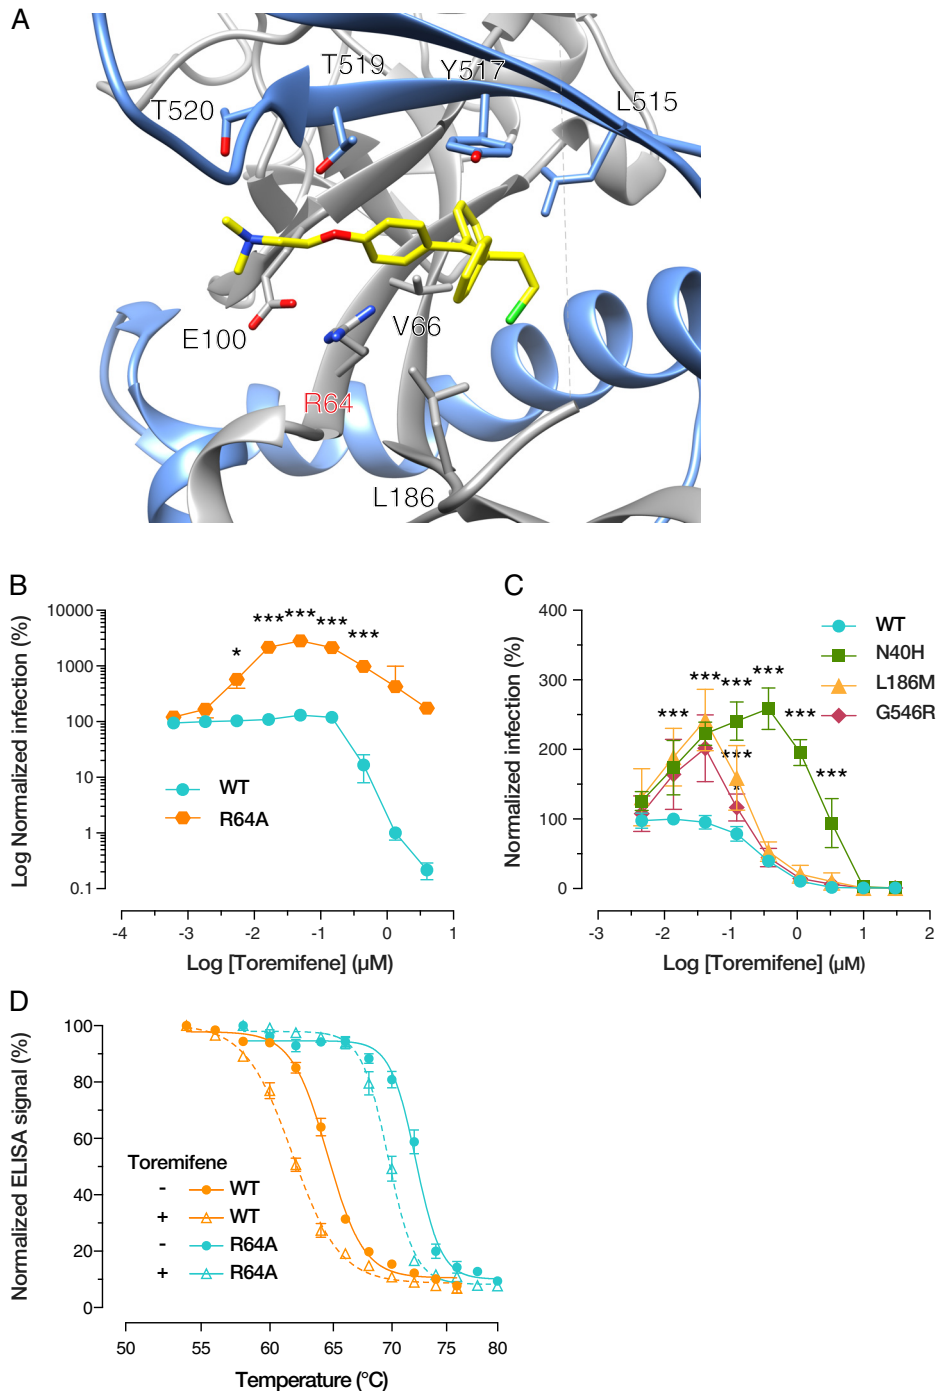 A
T519
Y517
T520
L515
E100
V66
R64
L186
B
C
Log Normalized infection (%)
10000
1000
100
10
1
0.1
* *** *** *** ***
WT
R64A
-4 -3 -2 -1 0 1
Log [Toremifene] (µM)
Normalized infection (%)
400
300
200
100
0
WT
N40H
L186M
G546R
*** *** *** *** *** *** ***
-3 -2 -1 0 1 2
Log [Toremifene] (µM)
D
Normalized ELISA signal (%)
100
80
60
40
20
0
Toremifene
- WT
+ WT
- R64A
+ R64A
50 55 60 65 70 75 80
Temperature (°C)